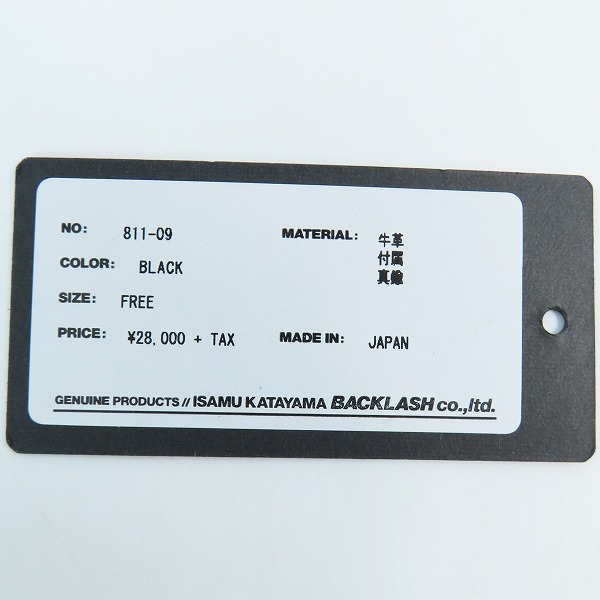 NO: 811-09
MATERIAL: 牛革
付属
真鍮
COLOR: BLACK
SIZE: FREE
PRICE: ¥28,000 + TAX
MADE IN: JAPAN
GENUINE PRODUCTS // ISAMU KATAYAMA BACKLASH co.,ltd.